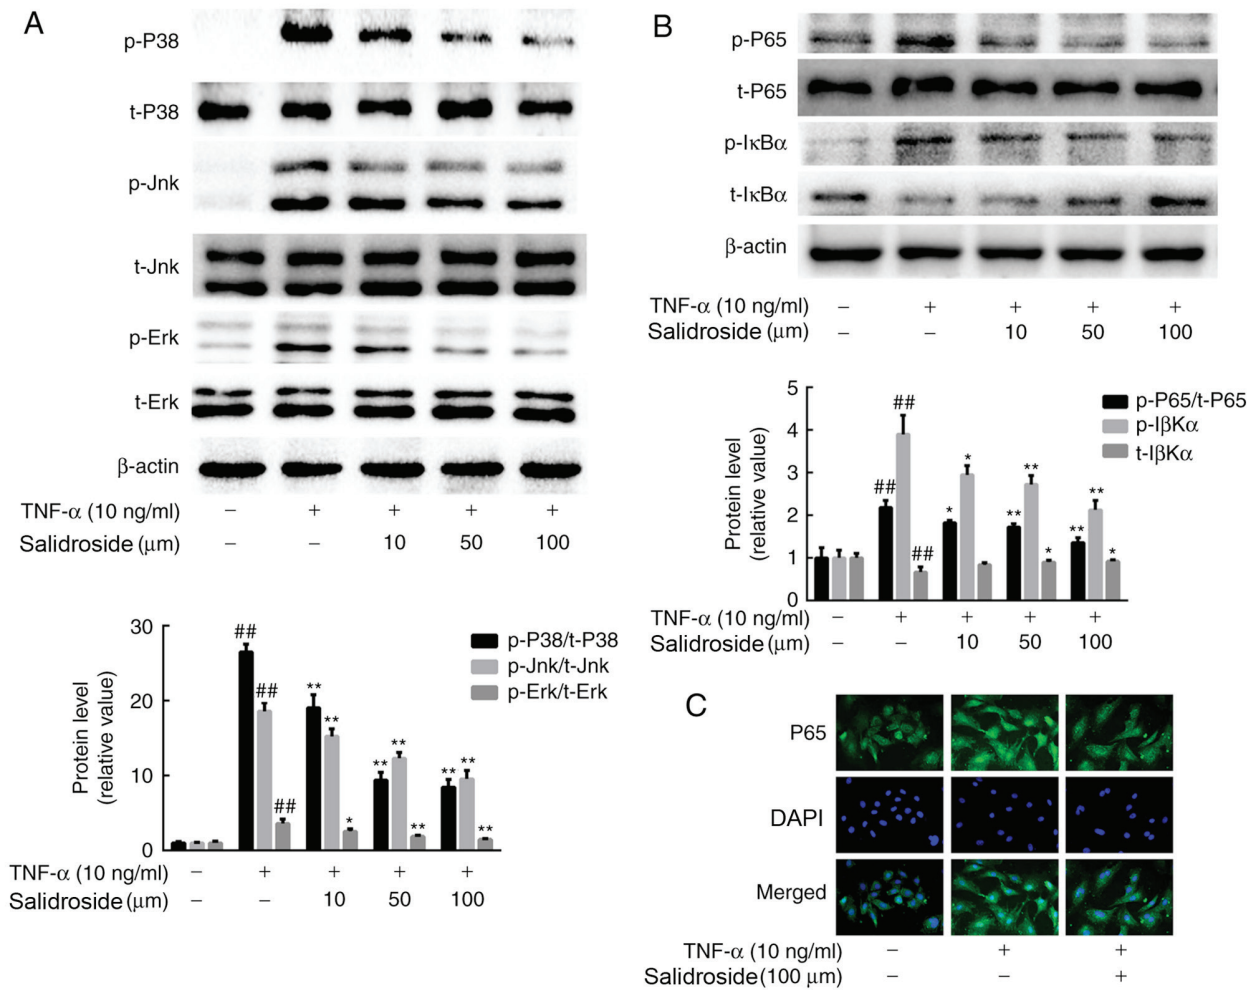 A
p-P38
t-P38
p-Jnk
t-Jnk
p-Erk
t-Erk
β-actin
TNF-α (10 ng/ml) – + + + +
Salidroside (μm) – – 10 50 100
30
20
10
0
Protein level
(relative value)
## ## ##
** ** *
** ** **
** ** **
p-P38/t-P38
p-Jnk/t-Jnk
p-Erk/t-Erk
TNF-α (10 ng/ml) – + + + +
Salidroside (μm) – – 10 50 100
B
p-P65
t-P65
p-IκBα
t-IκBα
β-actin
TNF-α (10 ng/ml) – + + + +
Salidroside (μm) – – 10 50 100
5
4
3
2
1
0
Protein level
(relative value)
## ## ##
* *
** ** *
** ** *
p-P65/t-P65
p-IβKα
t-IβKα
TNF-α (10 ng/ml) – + + + +
Salidroside (μm) – – 10 50 100
C
P65
DAPI
Merged
TNF-α (10 ng/ml) – + +
Salidroside (100 μm) – – +